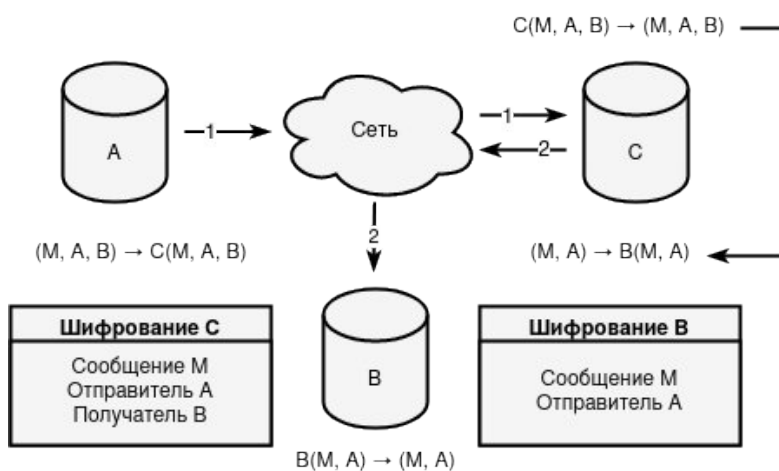 C(M, A, B) → (M, A, B)
A
1
Сеть
1
2
C
2
(M, A, B) → C(M, A, B)
(M, A) → B(M, A)
Шифрование C
Сообщение M
Отправитель A
Получатель B
B
Шифрование B
Сообщение M
Отправитель A
B(M, A) → (M, A)